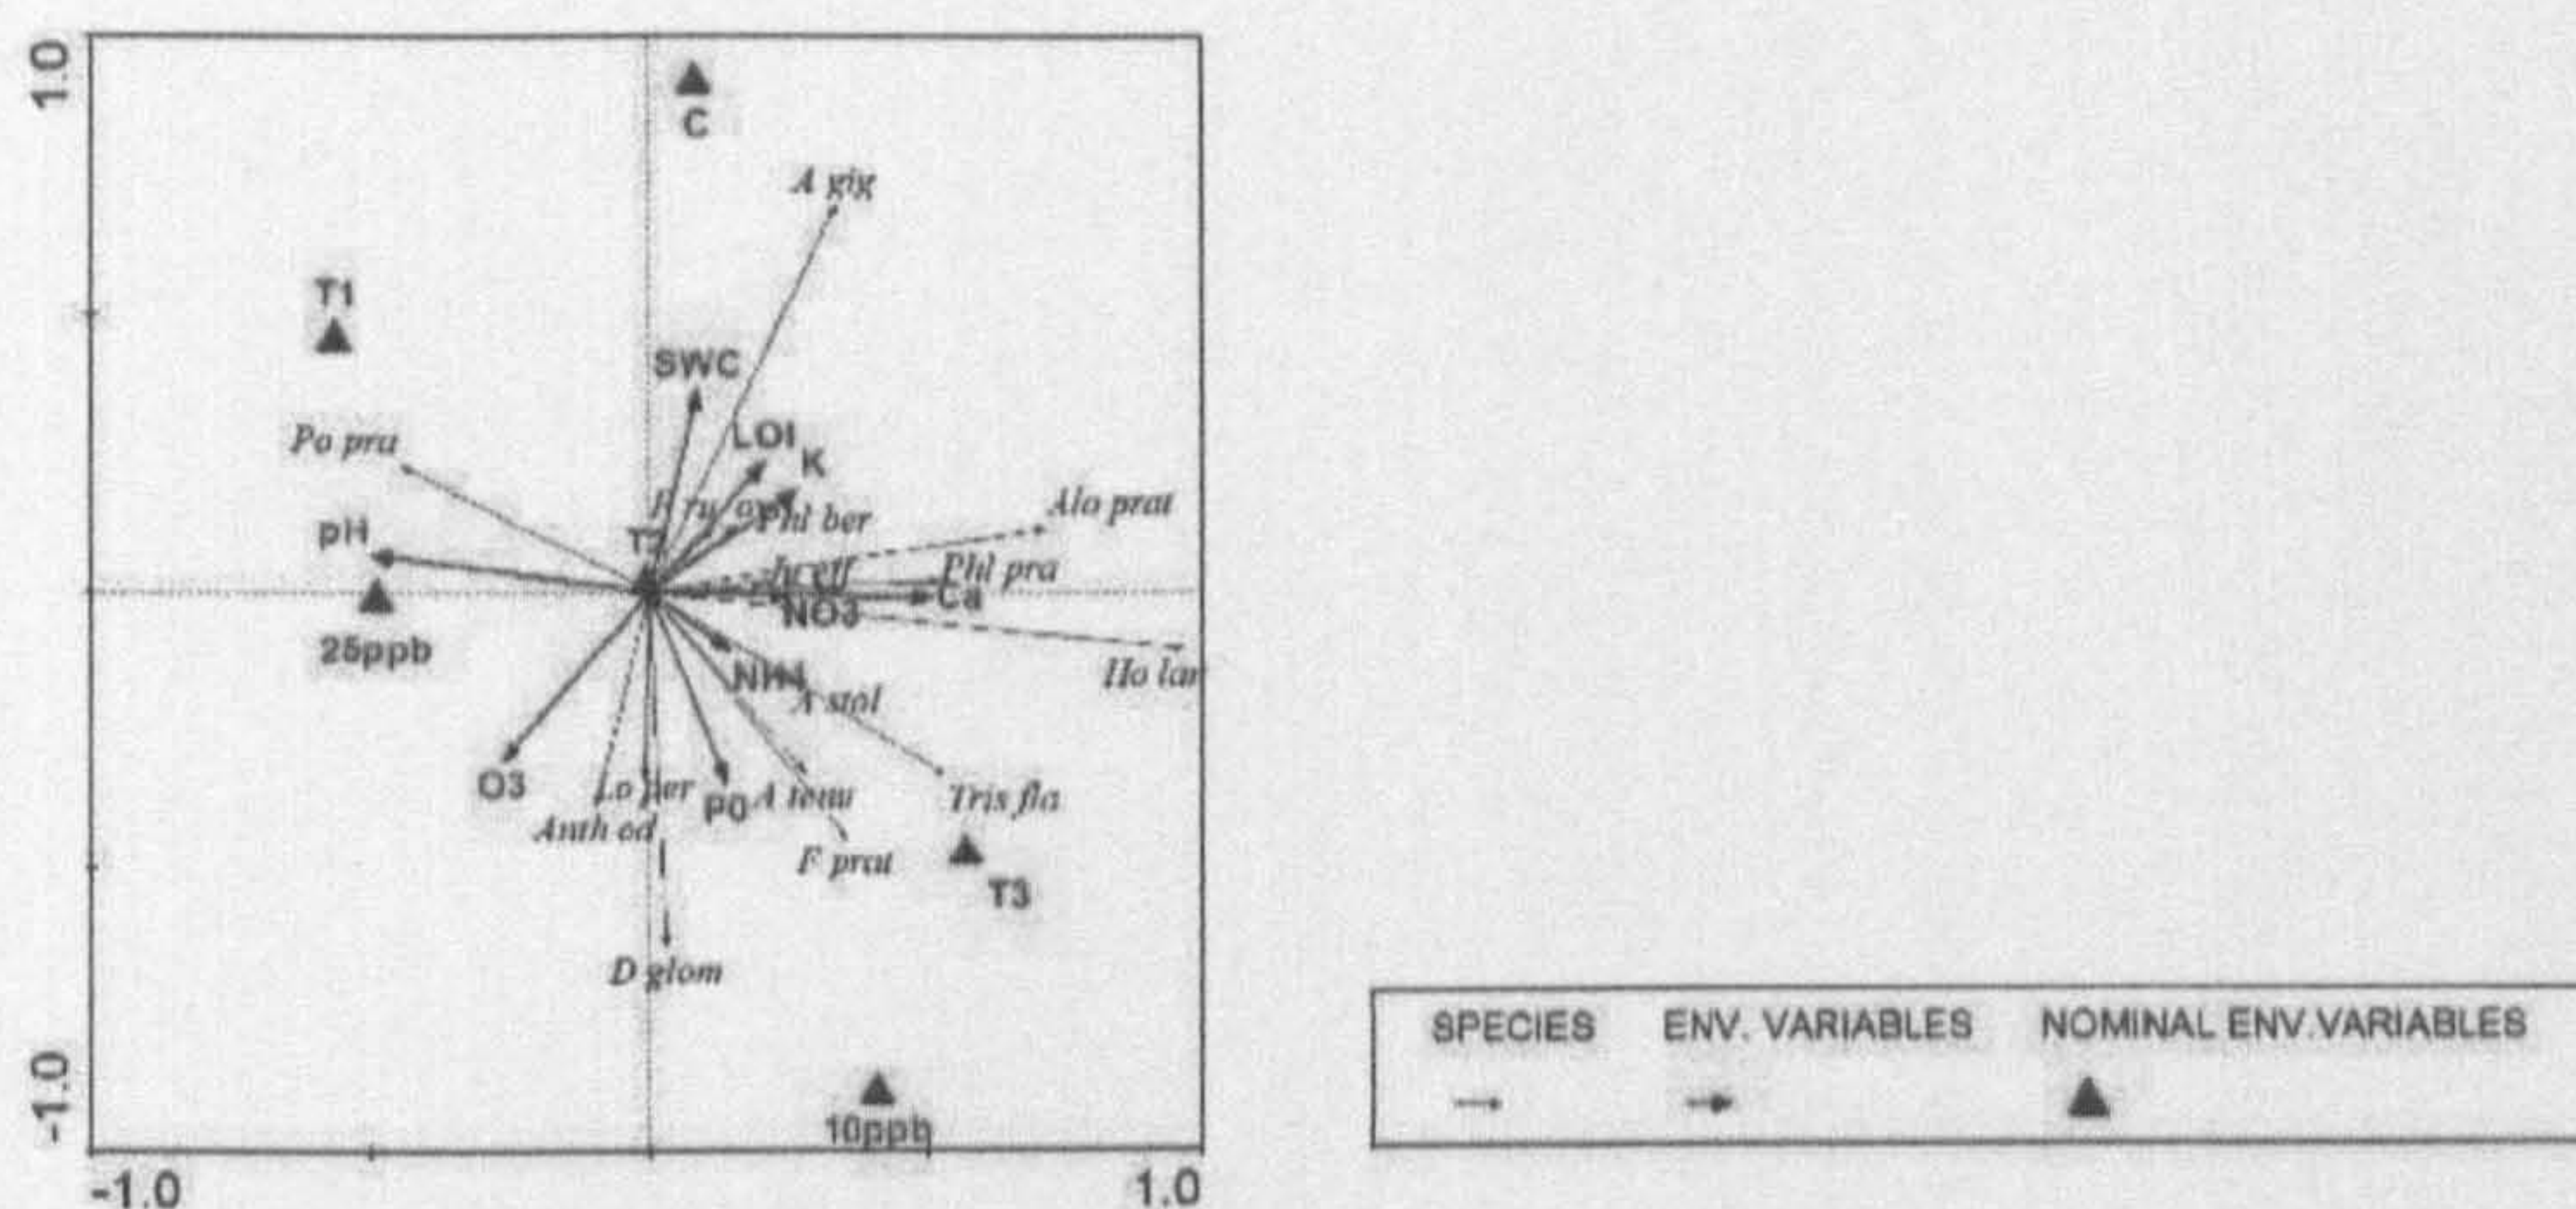 1.0
C
A gig
T1
SWC
Po pra
LOI
K
Phl ber
Alo prat
pH
Phl pra
Ca
NO3
25ppb
Ho lan
NH4
A stol
O3
Lo per
P0
A tenu
Tris fla
Anth od
F prat
T3
D glom
-1.0
10ppb
-1.0
1.0
SPECIES ENV. VARIABLES NOMINAL ENV.VARIABLES